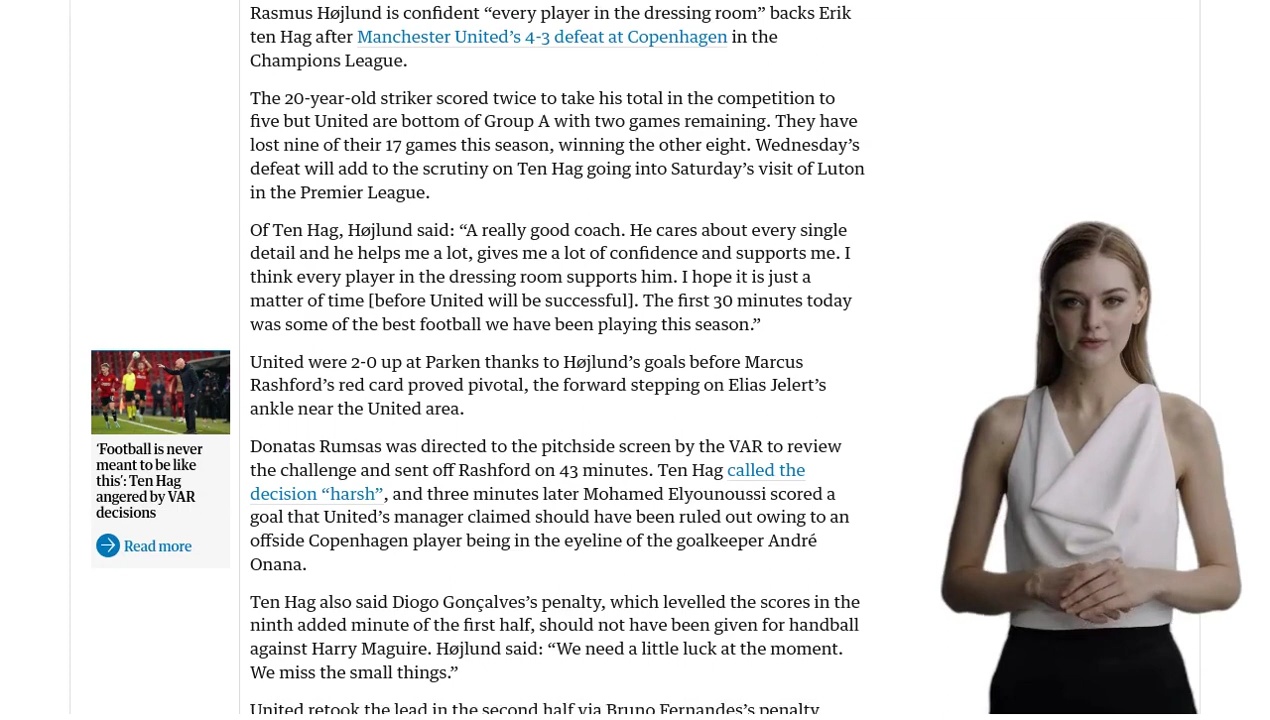 Rasmus Højlund is confident “every player in the dressing room” backs Erik
ten Hag after Manchester United’s 4-3 defeat at Copenhagen in the
Champions League.
The 20-year-old striker scored twice to take his total in the competition to
five but United are bottom of Group A with two games remaining. They have
lost nine of their 17 games this season, winning the other eight. Wednesday’s
defeat will add to the scrutiny on Ten Hag going into Saturday’s visit of Luton
in the Premier League.
Of Ten Hag, Højlund said: “A really good coach. He cares about every single
detail and he helps me a lot, gives me a lot of confidence and supports me. I
think every player in the dressing room supports him. I hope it is just a
matter of time [before United will be successful]. The first 30 minutes today
was some of the best football we have been playing this season.”
United were 2-0 up at Parken thanks to Højlund’s goals before Marcus
Rashford’s red card proved pivotal, the forward stepping on Elias Jelert’s
ankle near the United area.
Donatas Rumsas was directed to the pitchside screen by the VAR to review
the challenge and sent off Rashford on 43 minutes. Ten Hag called the
decision “harsh”, and three minutes later Mohamed Elyounoussi scored a
goal that United’s manager claimed should have been ruled out owing to an
offside Copenhagen player being in the eyeline of the goalkeeper André
Onana.
Ten Hag also said Diogo Gonçalves’s penalty, which levelled the scores in the
ninth added minute of the first half, should not have been given for handball
against Harry Maguire. Højlund said: “We need a little luck at the moment.
We miss the small things.”
United retook the lead in the second half via Bruno Fernandes’s penalty
‘Football is never
meant to be like
this’: Ten Hag
angered by VAR
decisions
Read more